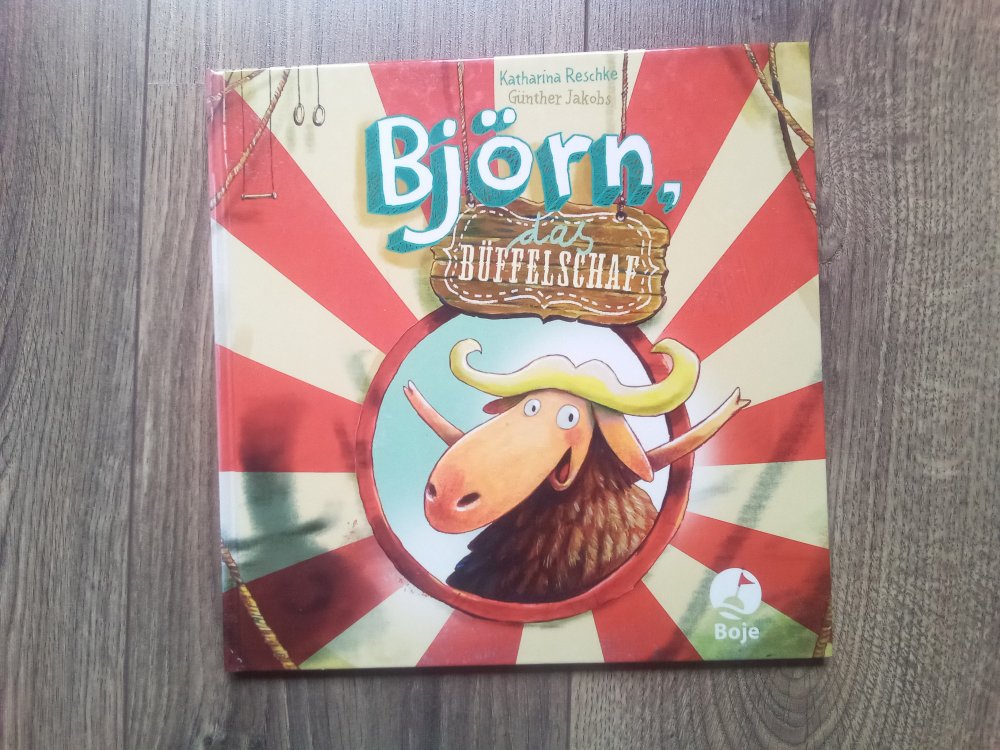 Katharina Reschke
Günther Jakobs
Björn,
das
BÜFFELSCHAF
Boje